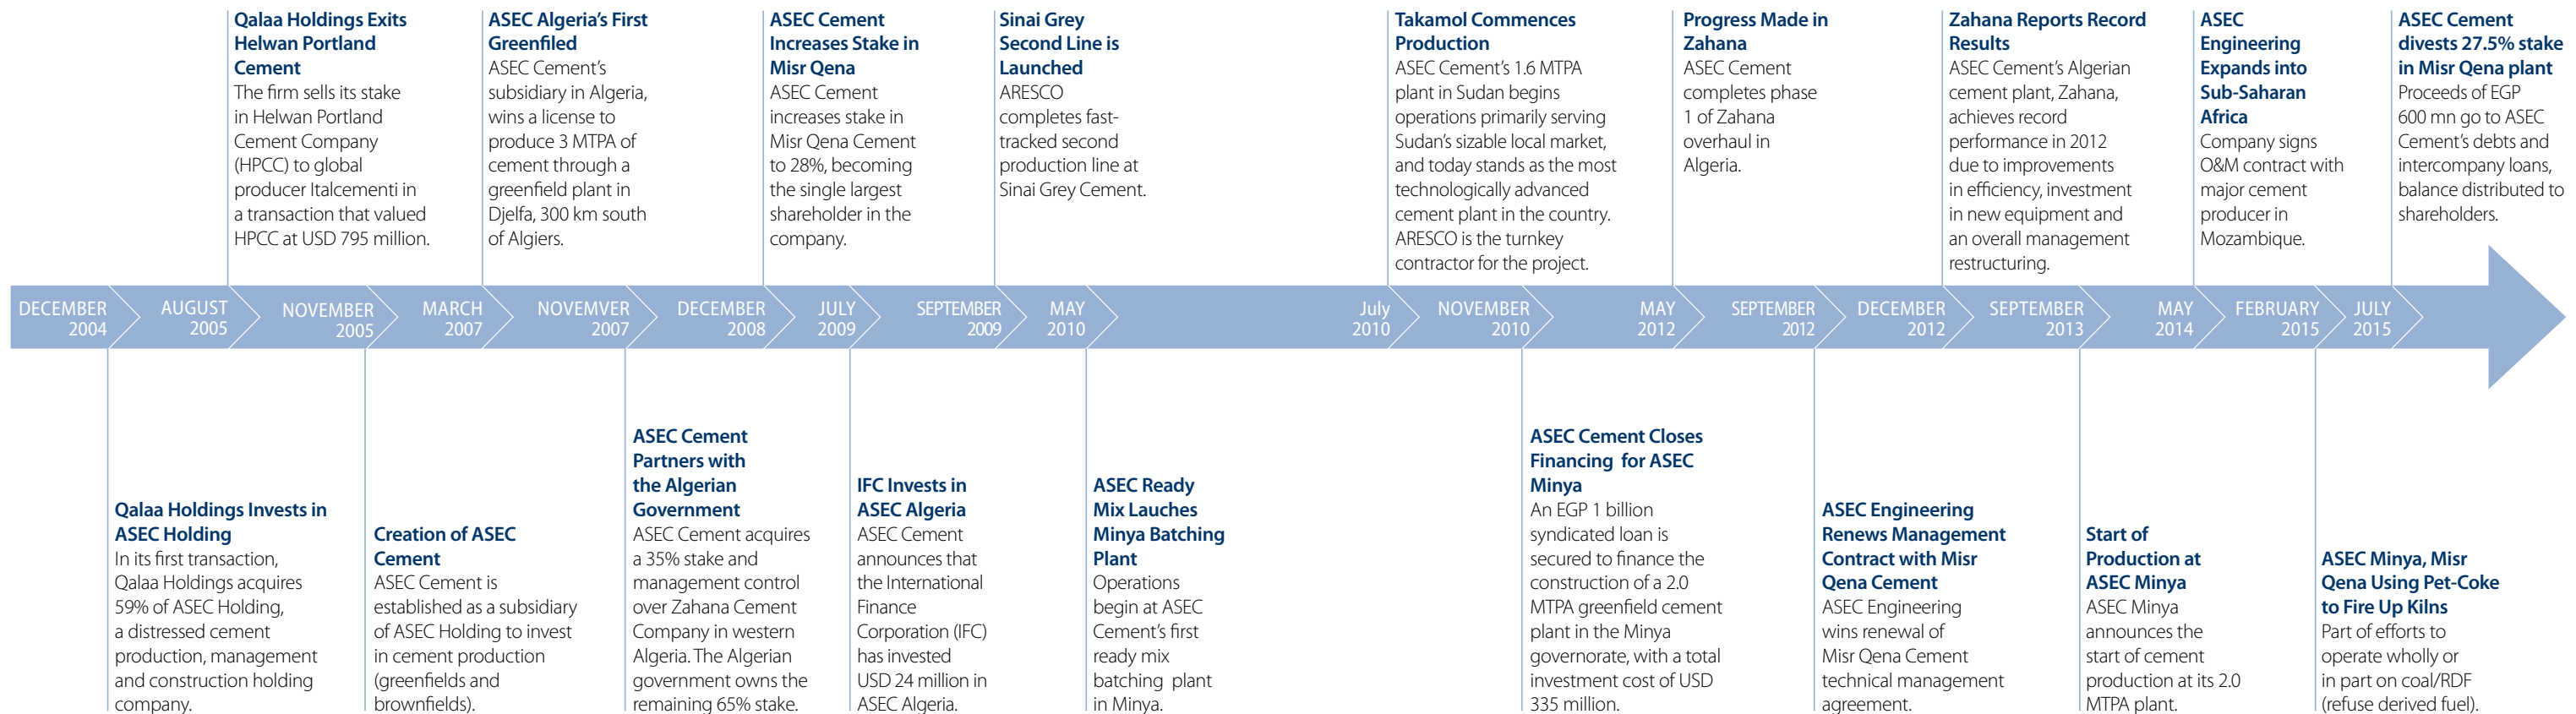 Qalaa Holdings Exits
Helwan Portland
Cement
The firm sells its stake
in Helwan Portland
Cement Company
(HPCC) to global
producer Italcementi in
a transaction that valued
HPCC at USD 795 million.
ASEC Algeria’s First
Greenfiled
ASEC Cement’s
subsidiary in Algeria,
wins a license to
produce 3 MTPA of
cement through a
greenfield plant in
Djelfa, 300 km south
of Algiers.
ASEC Cement
Increases Stake in
Misr Qena
ASEC Cement
increases stake in
Misr Qena Cement
to 28%, becoming
the single largest
shareholder in the
company.
Sinai Grey
Second Line is
Launched
ARESCO
completes fast-
tracked second
production line at
Sinai Grey Cement.
Takamol Commences
Production
ASEC Cement’s 1.6 MTPA
plant in Sudan begins
operations primarily serving
Sudan’s sizable local market,
and today stands as the most
technologically advanced
cement plant in the country.
ARESCO is the turnkey
contractor for the project.
Progress Made in
Zahana
ASEC Cement
completes phase
1 of Zahana
overhaul in
Algeria.
Zahana Reports Record
Results
ASEC Cement’s Algerian
cement plant, Zahana,
achieves record
performance in 2012
due to improvements
in efficiency, investment
in new equipment and
an overall management
restructuring.
ASEC
Engineering
Expands into
Sub-Saharan
Africa
Company signs
O&M contract with
major cement
producer in
Mozambique.
ASEC Cement
divests 27.5% stake
in Misr Qena plant
Proceeds of EGP
600 mn go to ASEC
Cement’s debts and
intercompany loans,
balance distributed to
shareholders.
DECEMBER
2004
AUGUST
2005
NOVEMBER
2005
MARCH
2007
NOVEMVER
2007
DECEMBER
2008
JULY
2009
SEPTEMBER
2009
MAY
2010
July
2010
NOVEMBER
2010
MAY
2012
SEPTEMBER
2012
DECEMBER
2012
SEPTEMBER
2013
MAY
2014
FEBRUARY
2015
JULY
2015
Qalaa Holdings Invests in
ASEC Holding
In its first transaction,
Qalaa Holdings acquires
59% of ASEC Holding,
a distressed cement
production, management
and construction holding
company.
Creation of ASEC
Cement
ASEC Cement is
established as a subsidiary
of ASEC Holding to invest
in cement production
(greenfields and
brownfields).
ASEC Cement
Partners with
the Algerian
Government
ASEC Cement acquires
a 35% stake and
management control
over Zahana Cement
Company in western
Algeria. The Algerian
government owns the
remaining 65% stake.
IFC Invests in
ASEC Algeria
ASEC Cement
announces that
the International
Finance
Corporation (IFC)
has invested
USD 24 million in
ASEC Algeria.
ASEC Ready
Mix Lauches
Minya Batching
Plant
Operations
begin at ASEC
Cement’s first
ready mix
batching plant
in Minya.
ASEC Cement Closes
Financing for ASEC
Minya
An EGP 1 billion
syndicated loan is
secured to finance the
construction of a 2.0
MTPA greenfield cement
plant in the Minya
governorate, with a total
investment cost of USD
335 million.
ASEC Engineering
Renews Management
Contract with Misr
Qena Cement
ASEC Engineering
wins renewal of
Misr Qena Cement
technical management
agreement.
Start of
Production at
ASEC Minya
ASEC Minya
announces the
start of cement
production at its 2.0
MTPA plant.
ASEC Minya, Misr
Qena Using Pet-Coke
to Fire Up Kilns
Part of efforts to
operate wholly or
in part on coal/RDF
(refuse derived fuel).